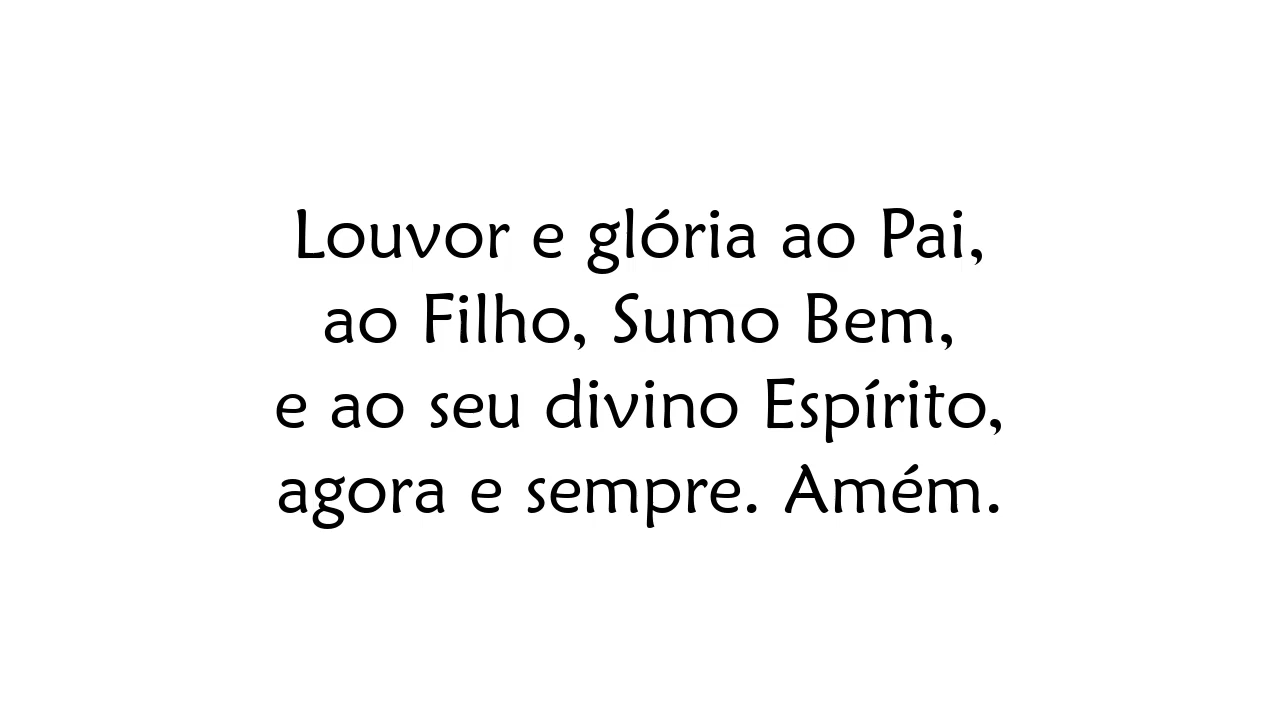 Louvor e glória ao Pai,
ao Filho, Sumo Bem,
e ao seu divino Espírito,
agora e sempre. Amém.